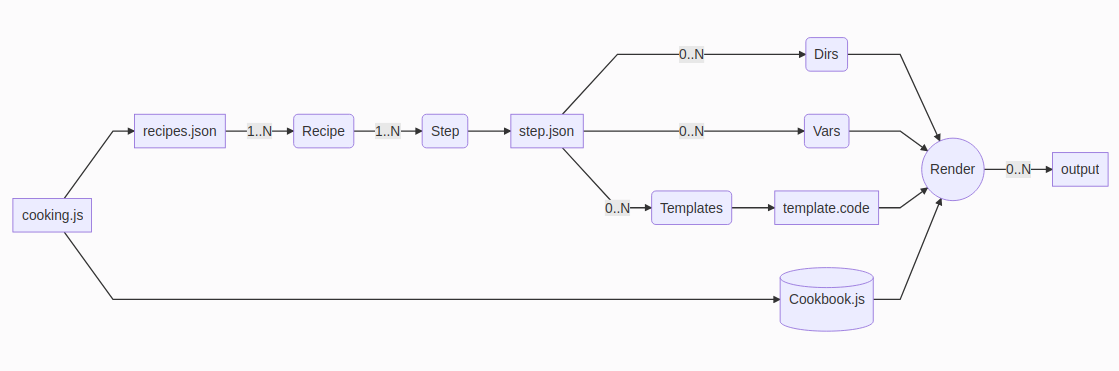 0..N
Dirs
recipes.json
1..N
Recipe
1..N
Step
step.json
0..N
Vars
Render
0..N
output
cooking.js
0..N
Templates
template.code
Cookbook.js